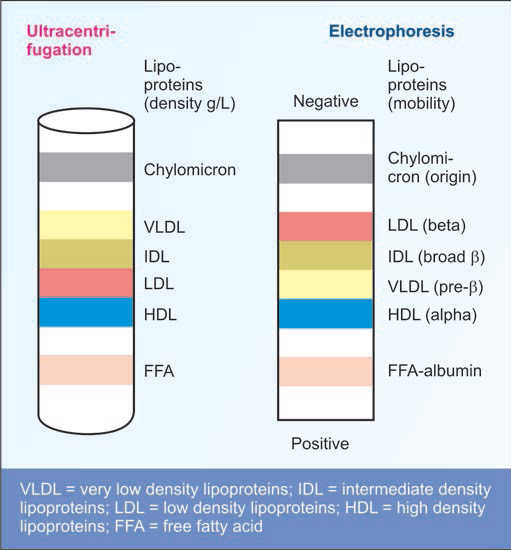 Ultracentri-
fugation
Lipo-
proteins
(density g/L)
Chylomicron
VLDL
IDL
LDL
HDL
FFA
Electrophoresis
Negative
Lipo-
proteins
(mobility)
Chylomi-
cron (origin)
LDL (beta)
IDL (broad β)
VLDL (pre-β)
HDL (alpha)
FFA-albumin
Positive
VLDL = very low density lipoproteins; IDL = intermediate density
lipoproteins; LDL = low density lipoproteins; HDL = high density
lipoproteins; FFA = free fatty acid